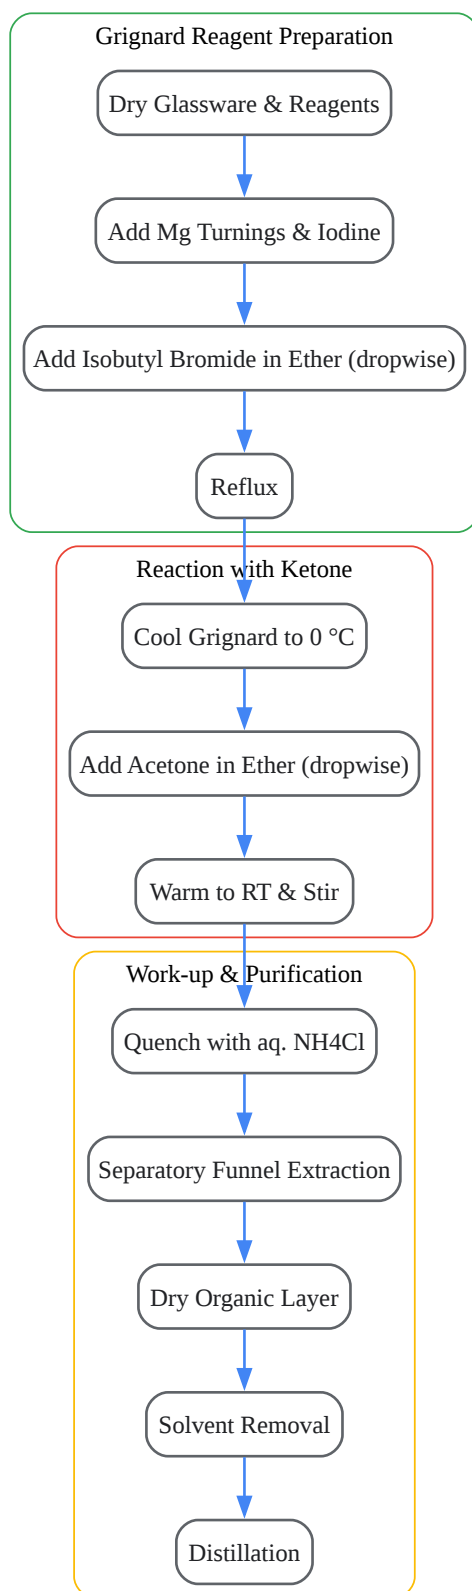 Grignard Reagent Preparation
Dry Glassware & Reagents
Add Mg Turnings & Iodine
Add Isobutyl Bromide in Ether (dropwise)
Reflux
Reaction with Ketone
Cool Grignard to 0 °C
Add Acetone in Ether (dropwise)
Warm to RT & Stir
Work-up & Purification
Quench with aq. NH4Cl
Separatory Funnel Extraction
Dry Organic Layer
Solvent Removal
Distillation